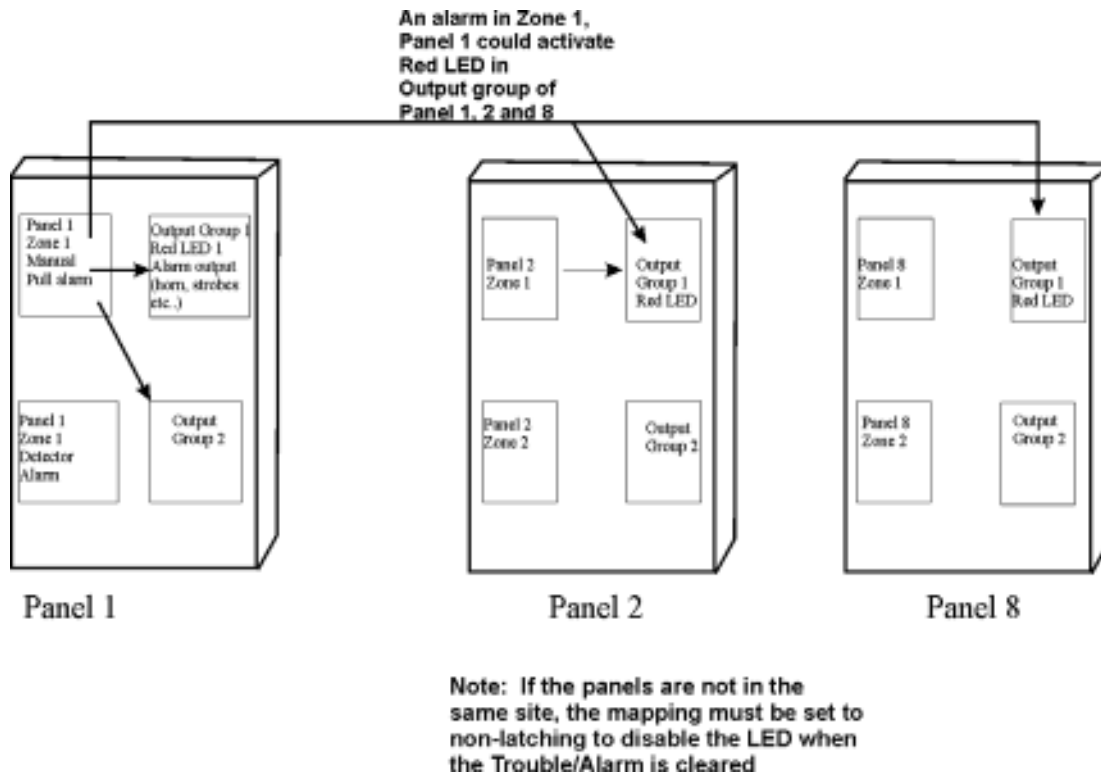 An alarm in Zone 1,
Panel 1 could activate
Red LED in
Output group of
Panel 1, 2 and 8
Panel 1
Zone 1
Manual
Pull alarm
Output Group 1
Red LED 1
Alarm output
(horn, strobes
etc..)
Panel 1
Zone 1
Detector
Alarm
Output
Group 2
Panel 1
Panel 2
Zone 1
Output
Group 1
Red LED
Panel 2
Zone 2
Output
Group 2
Panel 2
Panel 8
Zone 1
Output
Group 1
Red LED
Panel 8
Zone 2
Output
Group 2
Panel 8
Note: If the panels are not in the
same site, the mapping must be set to
non-latching to disable the LED when
the Trouble/Alarm is cleared